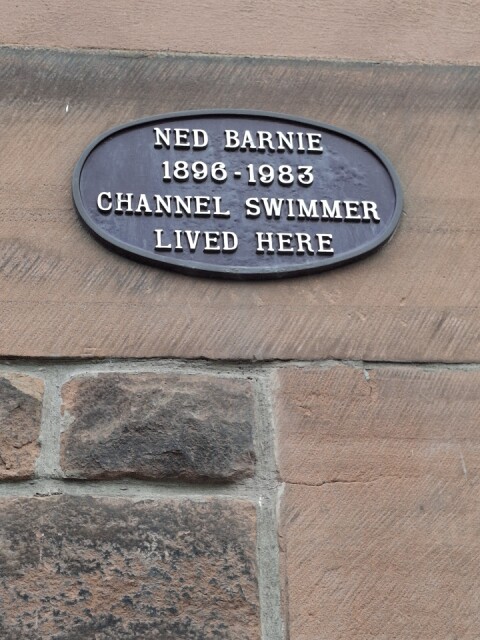 NED BARNIE
1896-1983
CHANNEL SWIMMER
LIVED HERE